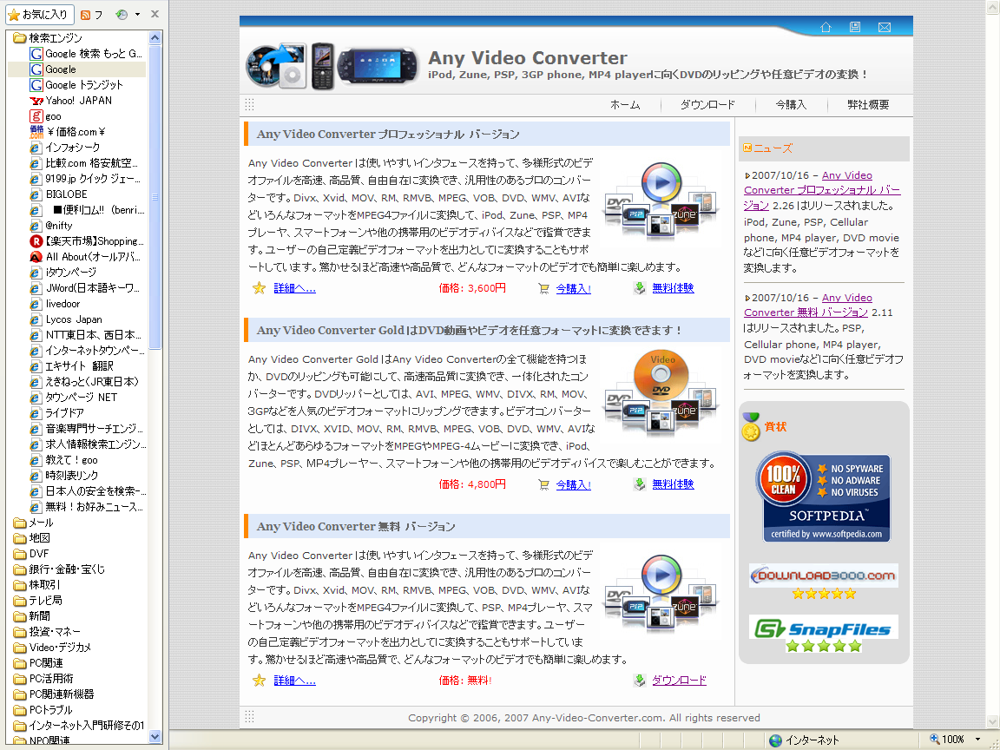 お気に入り
フ
検索エンジン
Google 検索 もっと G...
Google
Google トランジット
Yahoo! JAPAN
goo
￥価格.com￥
インフォシーク
比較.com 格安航空...
9199.jp クイック ジェー...
BIGLOBE
■便利コム!! (benri...
@nifty
【楽天市場】Shopping...
All About(オールアバ...
iタウンページ
JWord(日本語キーワ...
livedoor
Lycos Japan
NTT東日本、西日本...
インターネットタウンペー...
エキサイト 翻訳
えきねっと(JR東日本)
タウンページ NET
ライブドア
音楽専門サーチエンジ...
求人情報検索エンジン...
教えて！goo
時刻表リンク
日本人の安全を検索-...
無料！お好みニュース...
メール
地図
DVF
銀行・金融・宝くじ
株取引
テレビ局
新聞
投資・マネー
Video・デジカメ
PC関連
PC活用術
PC関連新機器
PCトラブル
インターネット入門研修その1
NPO関連
Any Video Converter
iPod, Zune, PSP, 3GP phone, MP4 playerに向くDVDのリッピングや任意ビデオの変換！
ホーム
ダウンロード
今購入
弊社概要
Any Video Converter プロフェッショナル バージョン
Any Video Converter は使いやすいインタフェースを持って、多様形式のビデ
オファイルを高速、高品質、自由自在に変換でき、汎用性のあるプロのコンバー
ターです。Divx、Xvid、MOV、RM、RMVB、MPEG、VOB、DVD、WMV、AVIな
どいろんなフォーマットをMPEG4ファイルに変換して、iPod、Zune、PSP、MP4
プレーヤ、スマートフォーンや他の携帯用のビデオディバイスなどで鑑賞できま
す。ユーザーの自己定義ビデオフォーマットを出力としてに変換することもサポ
ートしています。驚かせるほど高速や高品質で、どんなフォーマットのビデオでも簡単に楽しめます。
詳細へ...
価格: 3,600円
今購入!
無料体験
Any Video Converter Gold はDVD動画やビデオを任意フォーマットに変換できます！
Any Video Converter Gold はAny Video Converterの全て機能を持つほ
か、DVDのリッピングも可能にして、高速高品質に変換でき、一体化されたコン
バーターです。DVDリッパーとしては、AVI、MPEG、WMV、DIVX、RM、MOV、
3GPなどを人気のビデオフォーマットにリップングできます。ビデオコンバーター
としては、DIVX、XVID、MOV、RM、RMVB、MPEG、VOB、DVD、WMV、AVIな
どほとんどあらゆるフォーマットをMPEGやMPEG-4ムービーに変換でき、iPod、
Zune、PSP、MP4プレーヤー、スマートフォーンや他の携帯用のビデオディバイスで楽しむことができます。
価格: 4,800円
今購入!
無料体験
Any Video Converter 無料 バージョン
Any Video Converter は使いやすいインタフェースを持って、多様形式のビデ
オファイルを高速、高品質、自由自在に変換でき、汎用性のあるプロのコンバー
ターです。Divx、Xvid、MOV、RM、RMVB、MPEG、VOB、DVD、WMV、AVIな
どいろんなフォーマットをMPEG4ファイルに変換して、PSP、MP4プレーヤ、スマ
ートフォーンや他の携帯用のビデオディバイスなどで鑑賞できます。ユーザー
の自己定義ビデオフォーマットを出力としてに変換することもサポートしていま
す。驚かせるほど高速や高品質で、どんなフォーマットのビデオでも簡単に楽しめます。
詳細へ...
価格: 無料!
ダウンロード
DVD
PSP
zune
Video
DVD
DVD
PSP
zune
DVD
PSP
zune
ニューズ
2007/10/16 – Any Video
Converter プロフェッショナル バー
ジョン 2.26 はリリースされました。
iPod, Zune, PSP, Cellular
phone, MP4 player, DVD movie
などに向く任意ビデオフォーマットを
変換します。
2007/10/16 – Any Video
Converter 無料 バージョン 2.11
はリリースされました。PSP,
Cellular phone, MP4 player,
DVD movieなどに向く任意ビデオフ
ォーマットを変換します。
賞状
100%
CLEAN
NO SPYWARE
NO ADWARE
NO VIRUSES
SOFTPEDIA™
certified by www.softpedia.com
DOWNLOAD3000.COM
SnapFiles
Copyright © 2006, 2007 Any-Video-Converter.com. All rights reserved
インターネット
100%